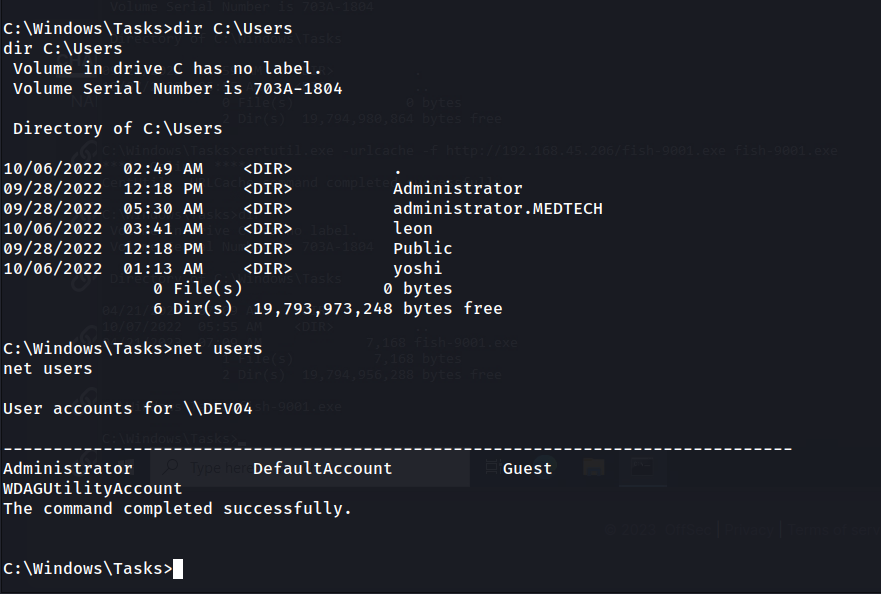 C:\Windows\Tasks>dir C:\Users
dir C:\Users
 Volume in drive C has no label.
 Volume Serial Number is 703A-1804

 Directory of C:\Users

10/06/2022  02:49 AM    <DIR>          .
09/28/2022  12:18 PM    <DIR>          Administrator
09/28/2022  05:30 AM    <DIR>          administrator.MEDTECH
10/06/2022  03:41 AM    <DIR>          leon
09/28/2022  12:18 PM    <DIR>          Public
10/06/2022  01:13 AM    <DIR>          yoshi
               0 File(s)              0 bytes
               6 Dir(s)  19,793,973,248 bytes free

C:\Windows\Tasks>net users
net users

User accounts for \\DEV04

-------------------------------------------------------------------------------
Administrator            DefaultAccount           Guest
WDAGUtilityAccount
The command completed successfully.

C:\Windows\Tasks>